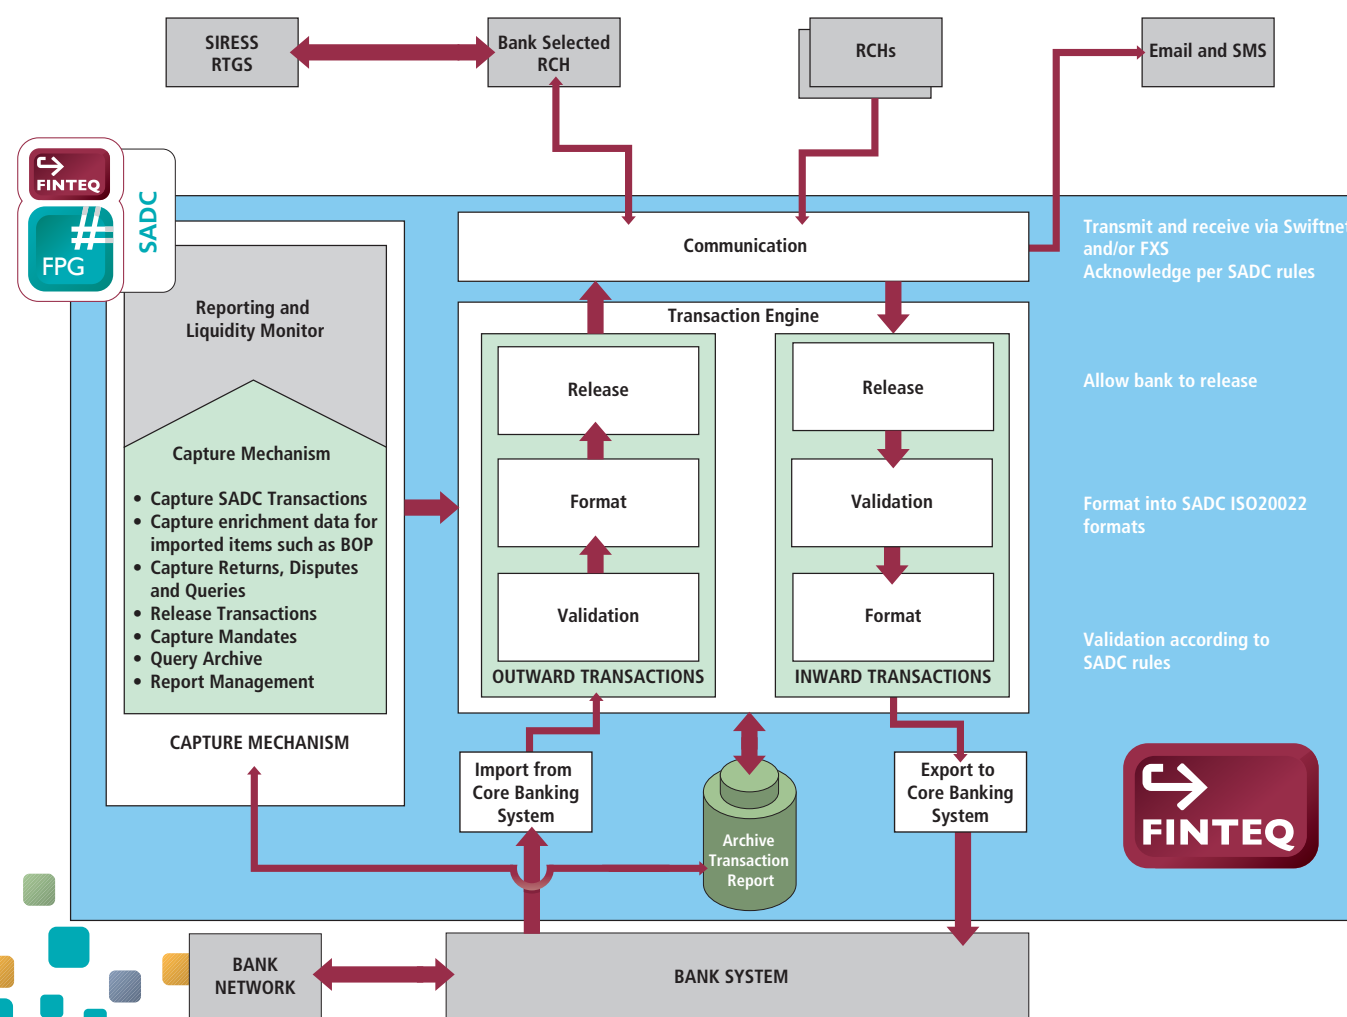 SIRESS
RTGS
Bank Selected
RCH
RCHs
Email and SMS
FINTEQ
#
FPG
SADC
Communication
Transmit and receive via Swiftnet
and/or FXS
Acknowledge per SADC rules
Reporting and
Liquidity Monitor
Transaction Engine
Release
Release
Allow bank to release
Capture Mechanism
• Capture SADC Transactions
• Capture enrichment data for
imported items such as BOP
• Capture Returns, Disputes
and Queries
• Release Transactions
• Capture Mandates
• Query Archive
• Report Management
Format
Validation
Format into SADC ISO20022
formats
Validation
Format
Validation according to
SADC rules
OUTWARD TRANSACTIONS
INWARD TRANSACTIONS
CAPTURE MECHANISM
Import from
Core Banking
System
Export to
Core Banking
System
Archive
Transaction
Report
FINTEQ
BANK
NETWORK
BANK SYSTEM